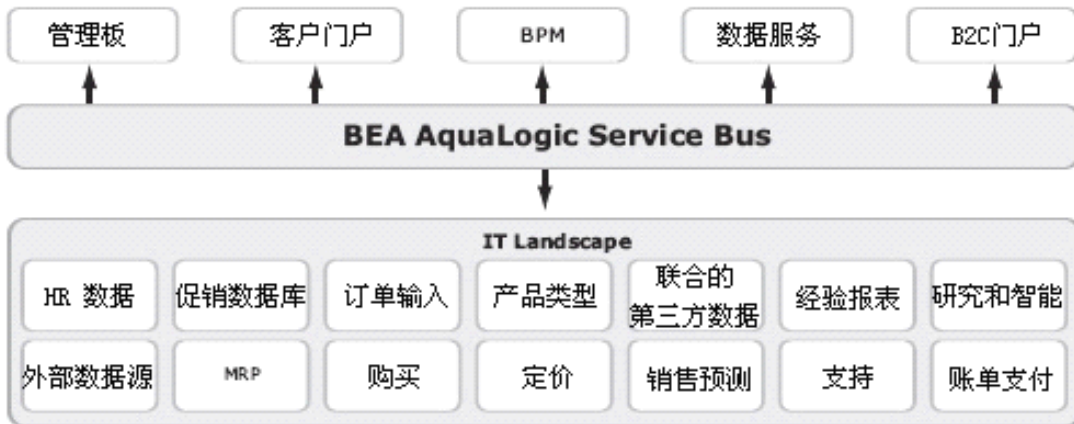 管理板
客户门户
BPM
数据服务
B2C门户
BEA AquaLogic Service Bus
IT Landscape
HR 数据
促销数据库
订单输入
产品类型
联合的
第三方数据
经验报表
研究和智能
外部数据源
MRP
购买
定价
销售预测
支持
账单支付